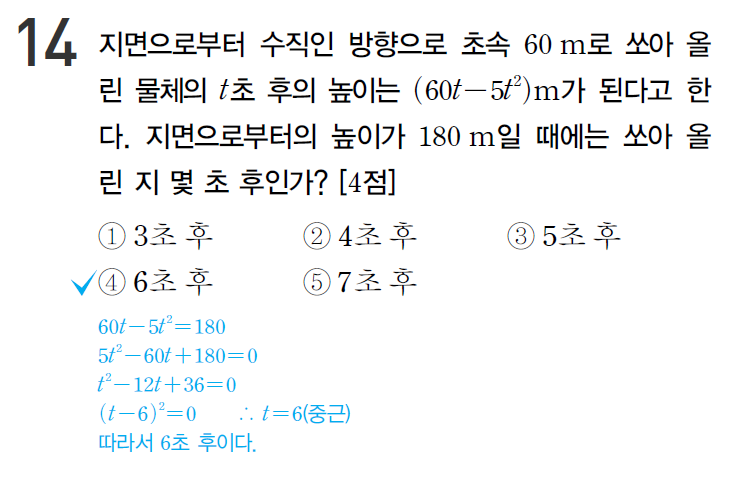 14 지면으로부터 수직인 방향으로 초속 60 m로 쏘아 올
린 물체의 t초 후의 높이는 (60t-5t²)m가 된다고 한
다. 지면으로부터의 높이가 180 m일 때에는 쏘아 올
린 지 몇 초 후인가? [4점]
① 3초 후 ② 4초 후 ③ 5초 후
④ 6초 후 ⑤ 7초 후
60t-5t²=180
5t²-60t+180=0
t²-12t+36=0
(t-6)²=0 ∴ t=6(중근)
따라서 6초 후이다.